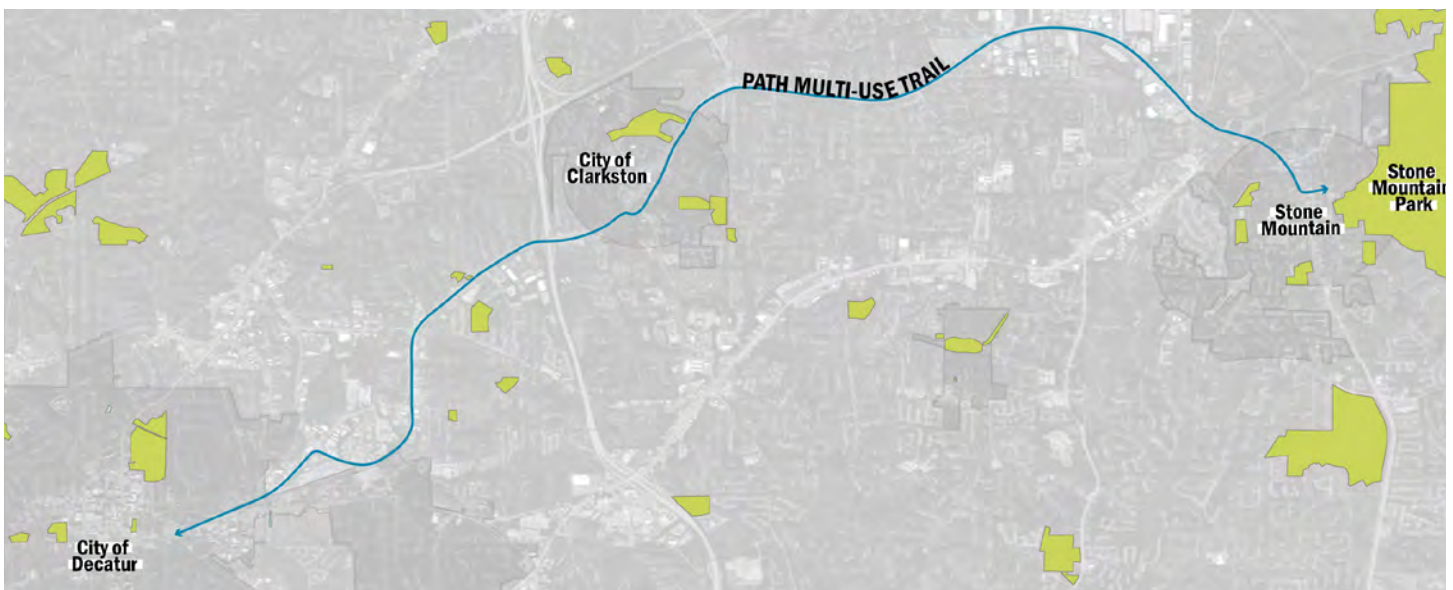 PATH MULTI-USE TRAIL
City of
Clarkston
Stone
Mountain
Park
Stone
Mountain
City of
Decatur